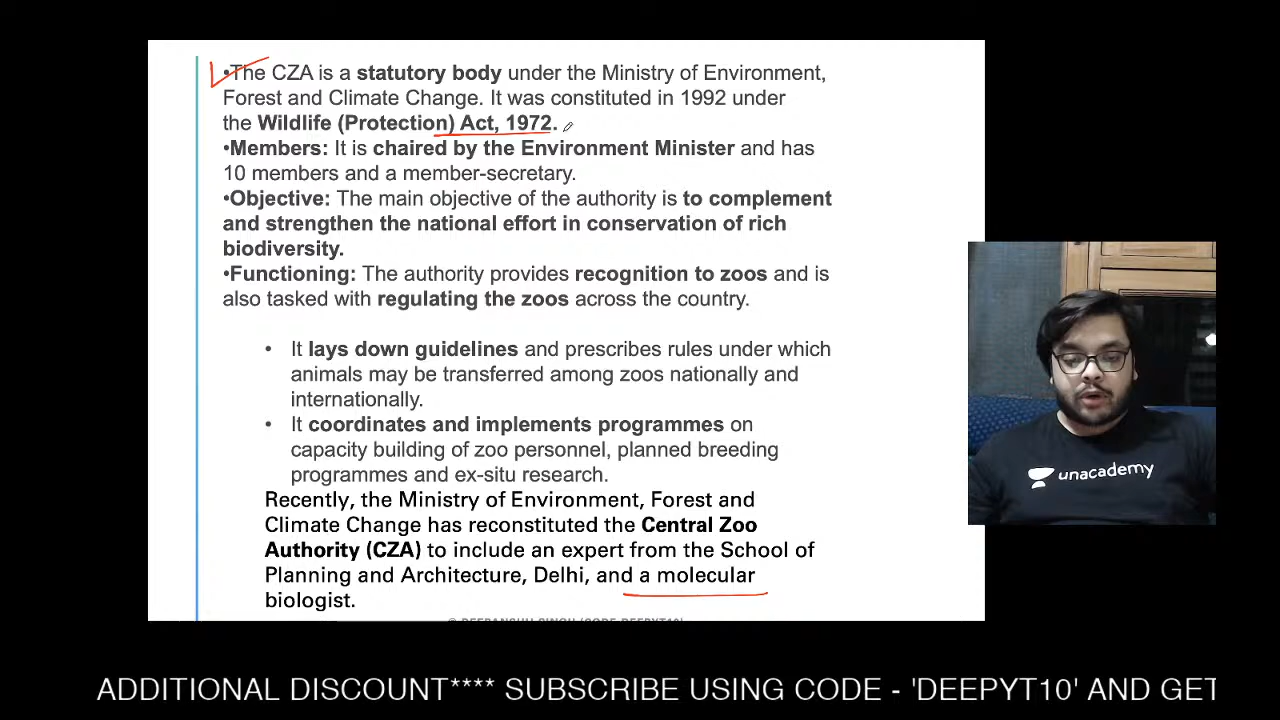 •The CZA is a statutory body under the Ministry of Environment,
Forest and Climate Change. It was constituted in 1992 under
the Wildlife (Protection) Act, 1972.
•Members: It is chaired by the Environment Minister and has
10 members and a member-secretary.
•Objective: The main objective of the authority is to complement
and strengthen the national effort in conservation of rich
biodiversity.
•Functioning: The authority provides recognition to zoos and is
also tasked with regulating the zoos across the country.
• It lays down guidelines and prescribes rules under which
animals may be transferred among zoos nationally and
internationally.
• It coordinates and implements programmes on
capacity building of zoo personnel, planned breeding
programmes and ex-situ research.
Recently, the Ministry of Environment, Forest and
Climate Change has reconstituted the Central Zoo
Authority (CZA) to include an expert from the School of
Planning and Architecture, Delhi, and a molecular
biologist.
© DEEPANSHU SINGH (CODE-DEEPYT10)
unacademy
ADDITIONAL DISCOUNT**** SUBSCRIBE USING CODE - 'DEEPYT10' AND GET